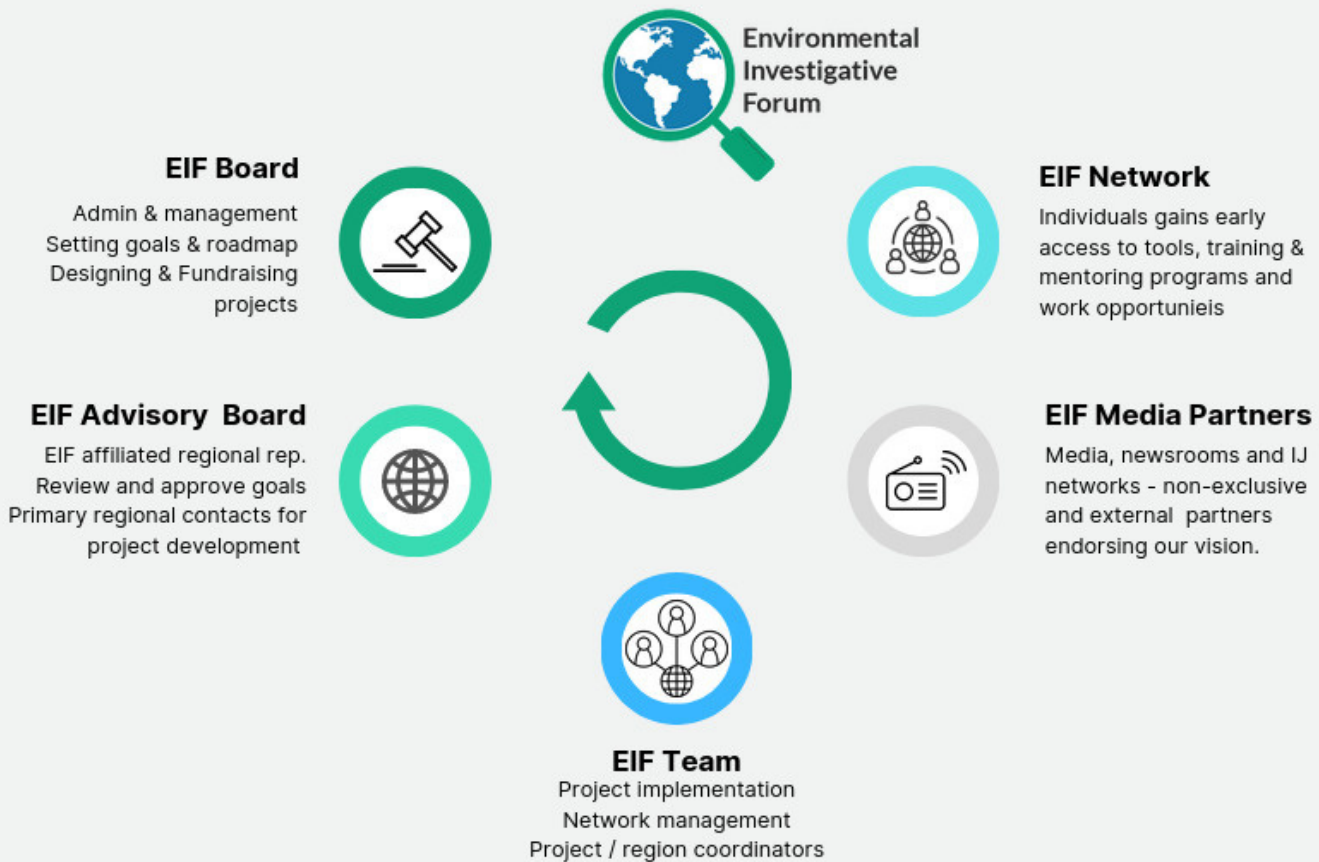 Environmental
Investigative
Forum
EIF Board
Admin & management
Setting goals & roadmap
Designing & Fundraising
projects
EIF Network
Individuals gains early
access to tools, training &
mentoring programs and
work opportunieis
EIF Advisory Board
EIF affiliated regional rep.
Review and approve goals
Primary regional contacts for
project development
EIF Media Partners
Media, newsrooms and IJ
networks - non-exclusive
and external partners
endorsing our vision.
EIF Team
Project implementation
Network management
Project / region coordinators